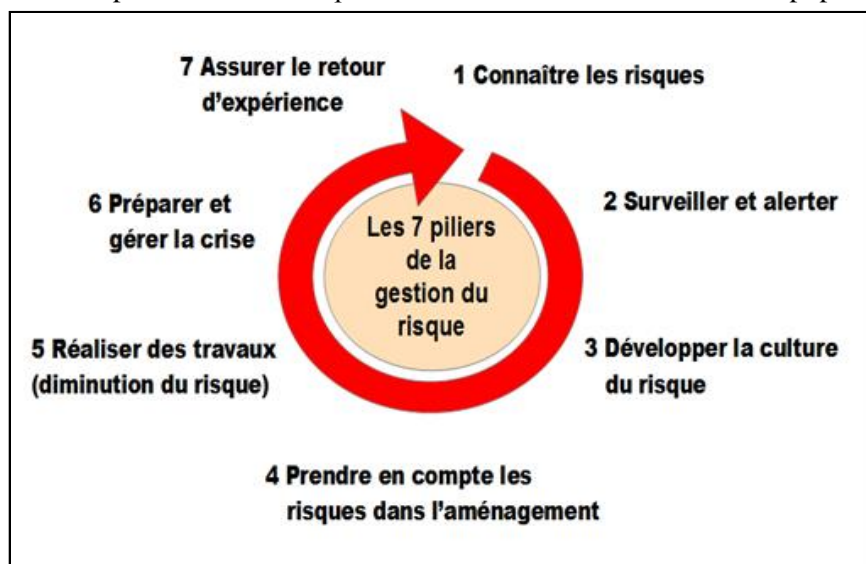 1 Connaître les risques
2 Surveiller et alerter
3 Développer la culture
du risque
4 Prendre en compte les
risques dans l'aménagement
5 Réaliser des travaux
(diminution du risque)
6 Préparer et
gérer la crise
7 Assurer le retour
d'expérience
Les 7 piliers
de la
gestion du
risque